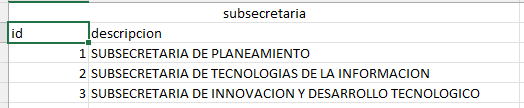 subsecretaria
id descripcion
1 SUBSECRETARIA DE PLANEAMIENTO
2 SUBSECRETARIA DE TECNOLOGIAS DE LA INFORMACION
3 SUBSECRETARIA DE INNOVACION Y DESARROLLO TECNOLOGICO